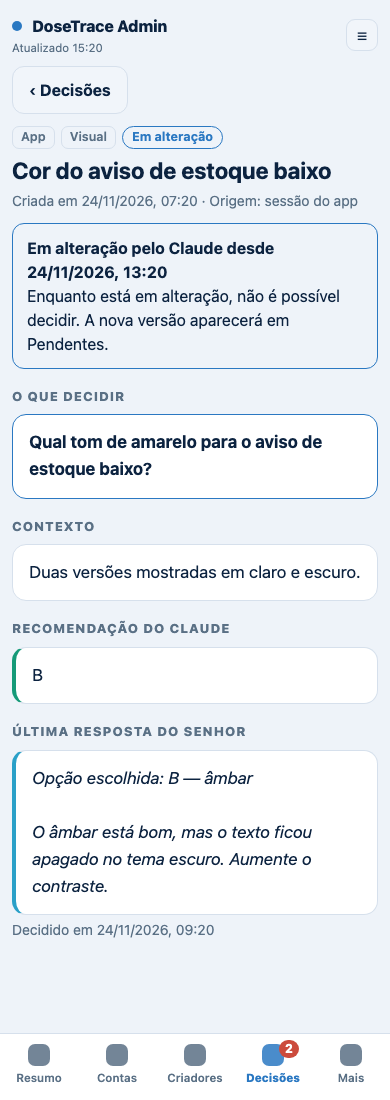 DoseTrace Admin
Atualizado 15:20
≡
‹ Decisões
App
Visual
Em alteração
Cor do aviso de estoque baixo
Criada em 24/11/2026, 07:20 · Origem: sessão do app
Em alteração pelo Claude desde
24/11/2026, 13:20
Enquanto está em alteração, não é possível
decidir. A nova versão aparecerá em
Pendentes.
O QUE DECIDIR
Qual tom de amarelo para o aviso de
estoque baixo?
CONTEXTO
Duas versões mostradas em claro e escuro.
RECOMENDAÇÃO DO CLAUDE
B
ÚLTIMA RESPOSTA DO SENHOR
Opção escolhida: B — âmbar
O âmbar está bom, mas o texto ficou
apagado no tema escuro. Aumente o
contraste.
Decidido em 24/11/2026, 09:20
2
Resumo
Contas
Criadores
Decisões
Mais